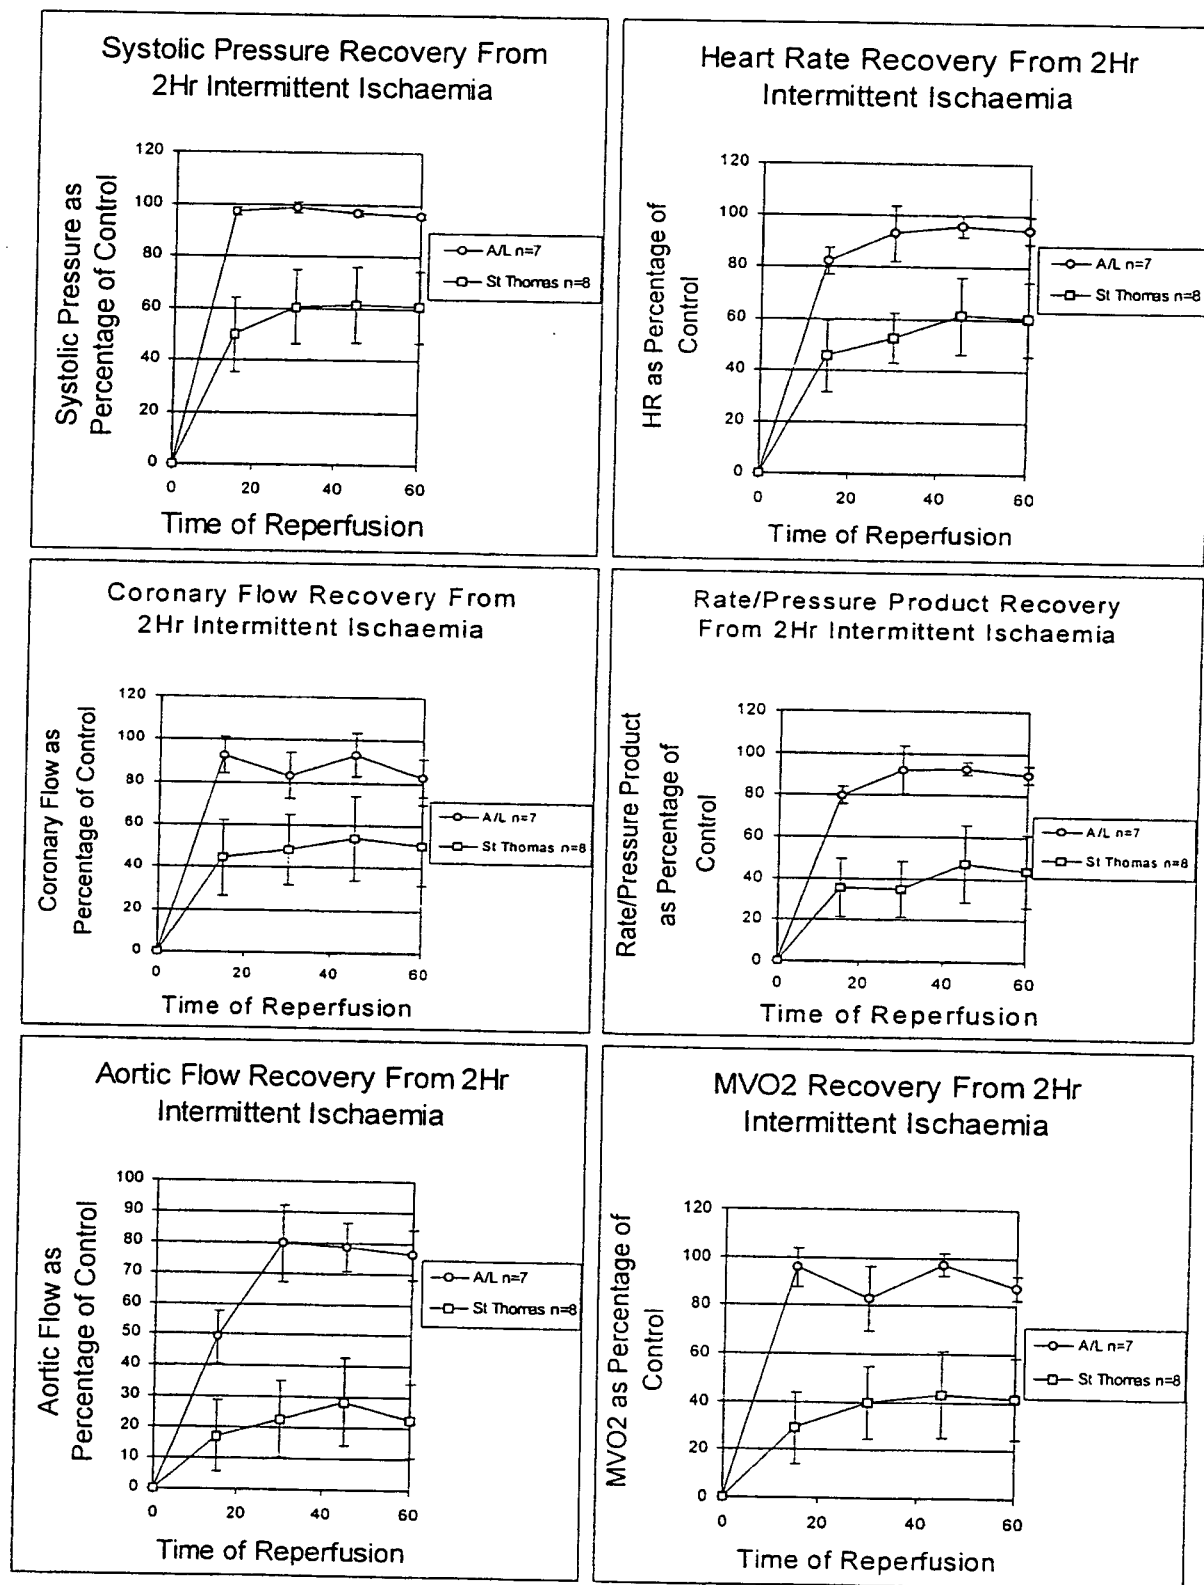 Systolic Pressure Recovery From
2Hr Intermittent Ischaemia
Systolic Pressure as
Percentage of Control
120
100
80
60
40
20
0
0 20 40 60
Time of Reperfusion
A/L n=7
St Thomas n=8
Heart Rate Recovery From 2Hr
Intermittent Ischaemia
HR as Percentage of
Control
120
100
80
60
40
20
0
0 20 40 60
Time of Reperfusion
A/L n=7
St Thomas n=8
Coronary Flow Recovery From
2Hr Intermittent Ischaemia
Coronary Flow as
Percentage of Control
120
100
80
60
40
20
0
0 20 40 60
Time of Reperfusion
A/L n=7
St Thomas n=8
Rate/Pressure Product Recovery
From 2Hr Intermittent Ischaemia
Rate/Pressure Product
as Percentage of
Control
120
100
80
60
40
20
0
0 20 40 60
Time of Reperfusion
A/L n=7
St Thomas n=8
Aortic Flow Recovery From 2Hr
Intermittent Ischaemia
Aortic Flow as
Percentage of Control
100
90
80
70
60
50
40
30
20
10
0
0 20 40 60
Time of Reperfusion
A/L n=7
St Thomas n=8
MVO2 Recovery From 2Hr
Intermittent Ischaemia
MVO2 as Percentage of
Control
120
100
80
60
40
20
0
0 20 40 60
Time of Reperfusion
A/L n=7
St Thomas n=8